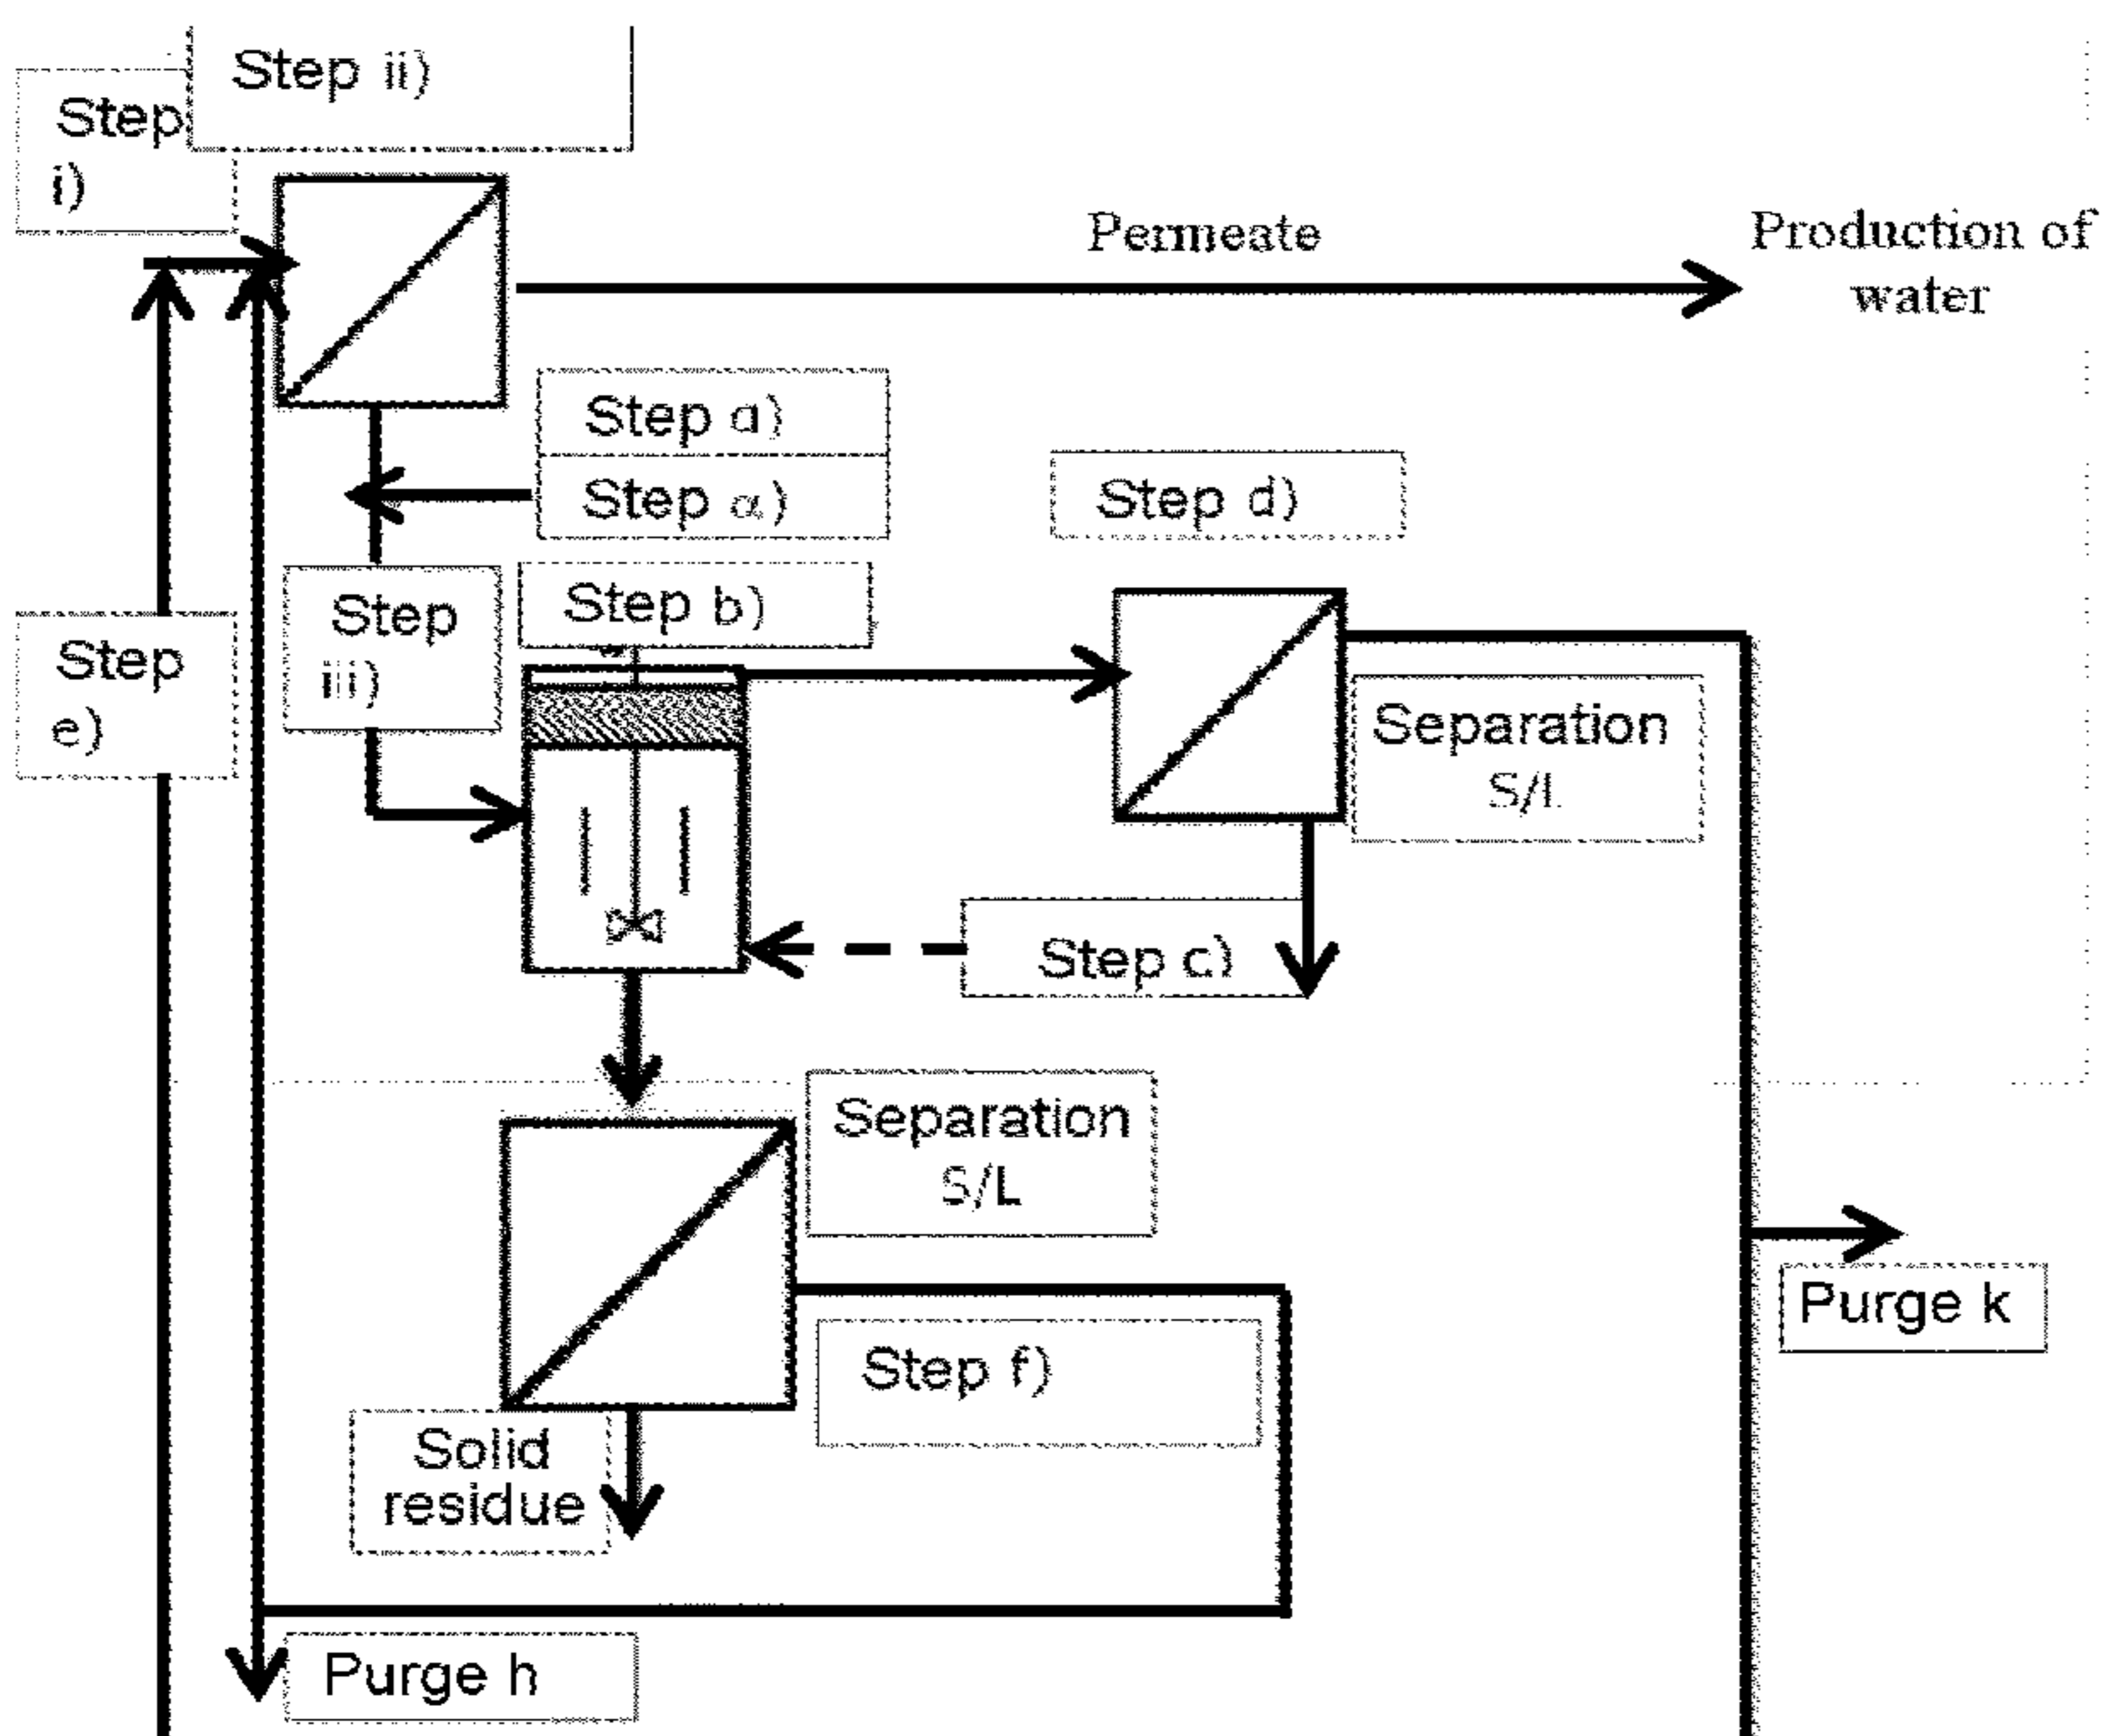 Step ii)
Step
i)
Permeate
Production of
water
Step a)
Step α)
Step d)
Step b)
Step
iii)
Step
e)
Separation
S/L
Step c)
Separation
S/L
Purge k
Step f)
Solid
residue
Purge h